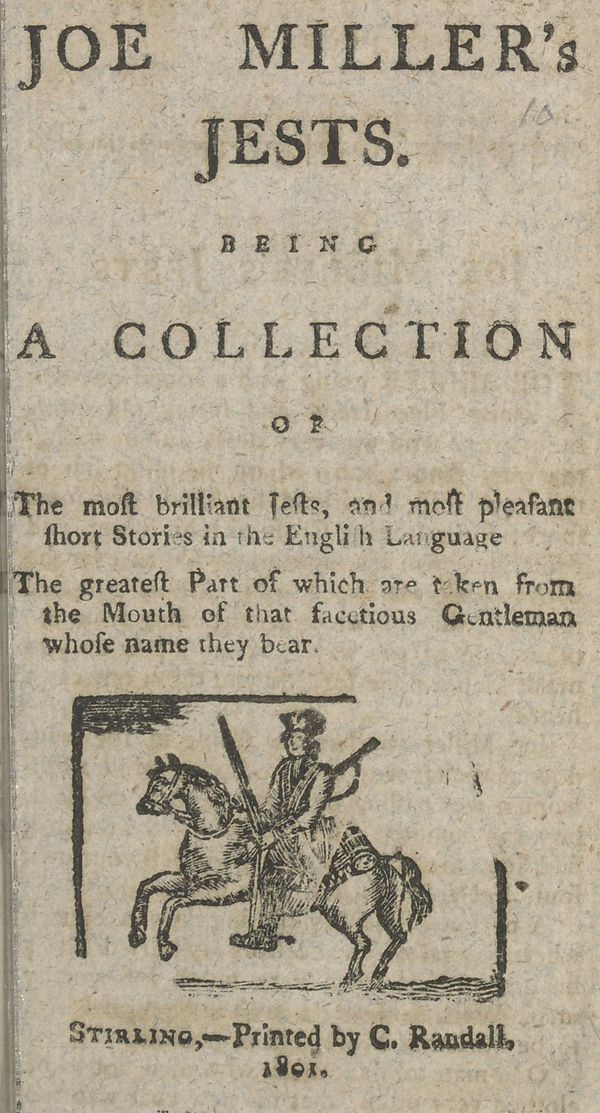 JOE MILLER's
10
JESTS.
BEING
A COLLECTION
OF
The moſt brilliant Jeſts, and moſt pleaſant
ſhort Stories in the Engliſh Language
The greateſt Part of which are taken from
the Mouth of that facetious Gentleman
whoſe name they bear.
STIRLING,—Printed by C. Randall,
1801.